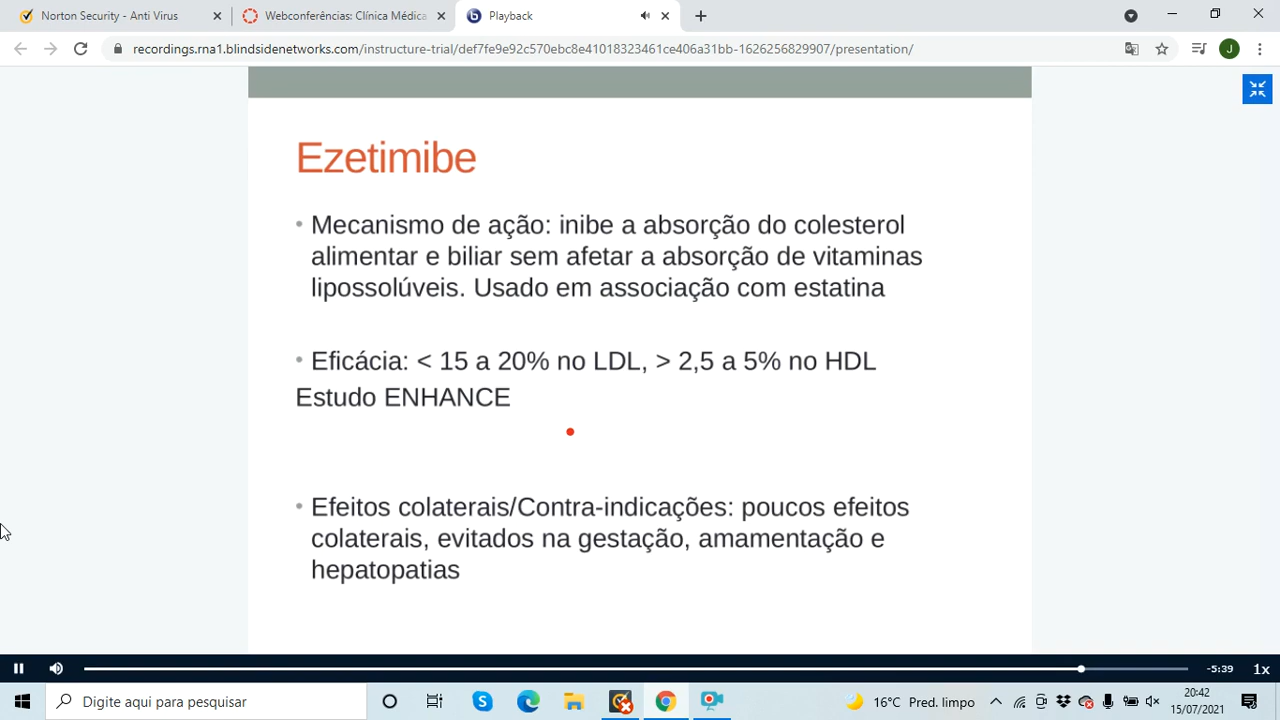 Norton Security - Anti Virus
Webconferências: Clínica Médica
Playback
recordings.rna1.blindsidenetworks.com/instructure-trial/def7fe9e92c570ebc8e41018323461ce406a31bb-1626256829907/presentation/
J
Ezetimibe
• Mecanismo de ação: inibe a absorção do colesterol
alimentar e biliar sem afetar a absorção de vitaminas
lipossolúveis. Usado em associação com estatina
• Eficácia: < 15 a 20% no LDL, > 2,5 a 5% no HDL
Estudo ENHANCE
• Efeitos colaterais/Contra-indicações: poucos efeitos
colaterais, evitados na gestação, amamentação e
hepatopatias
-5:39
1x
Digite aqui para pesquisar
16°C Pred. limpo
20:42
15/07/2021